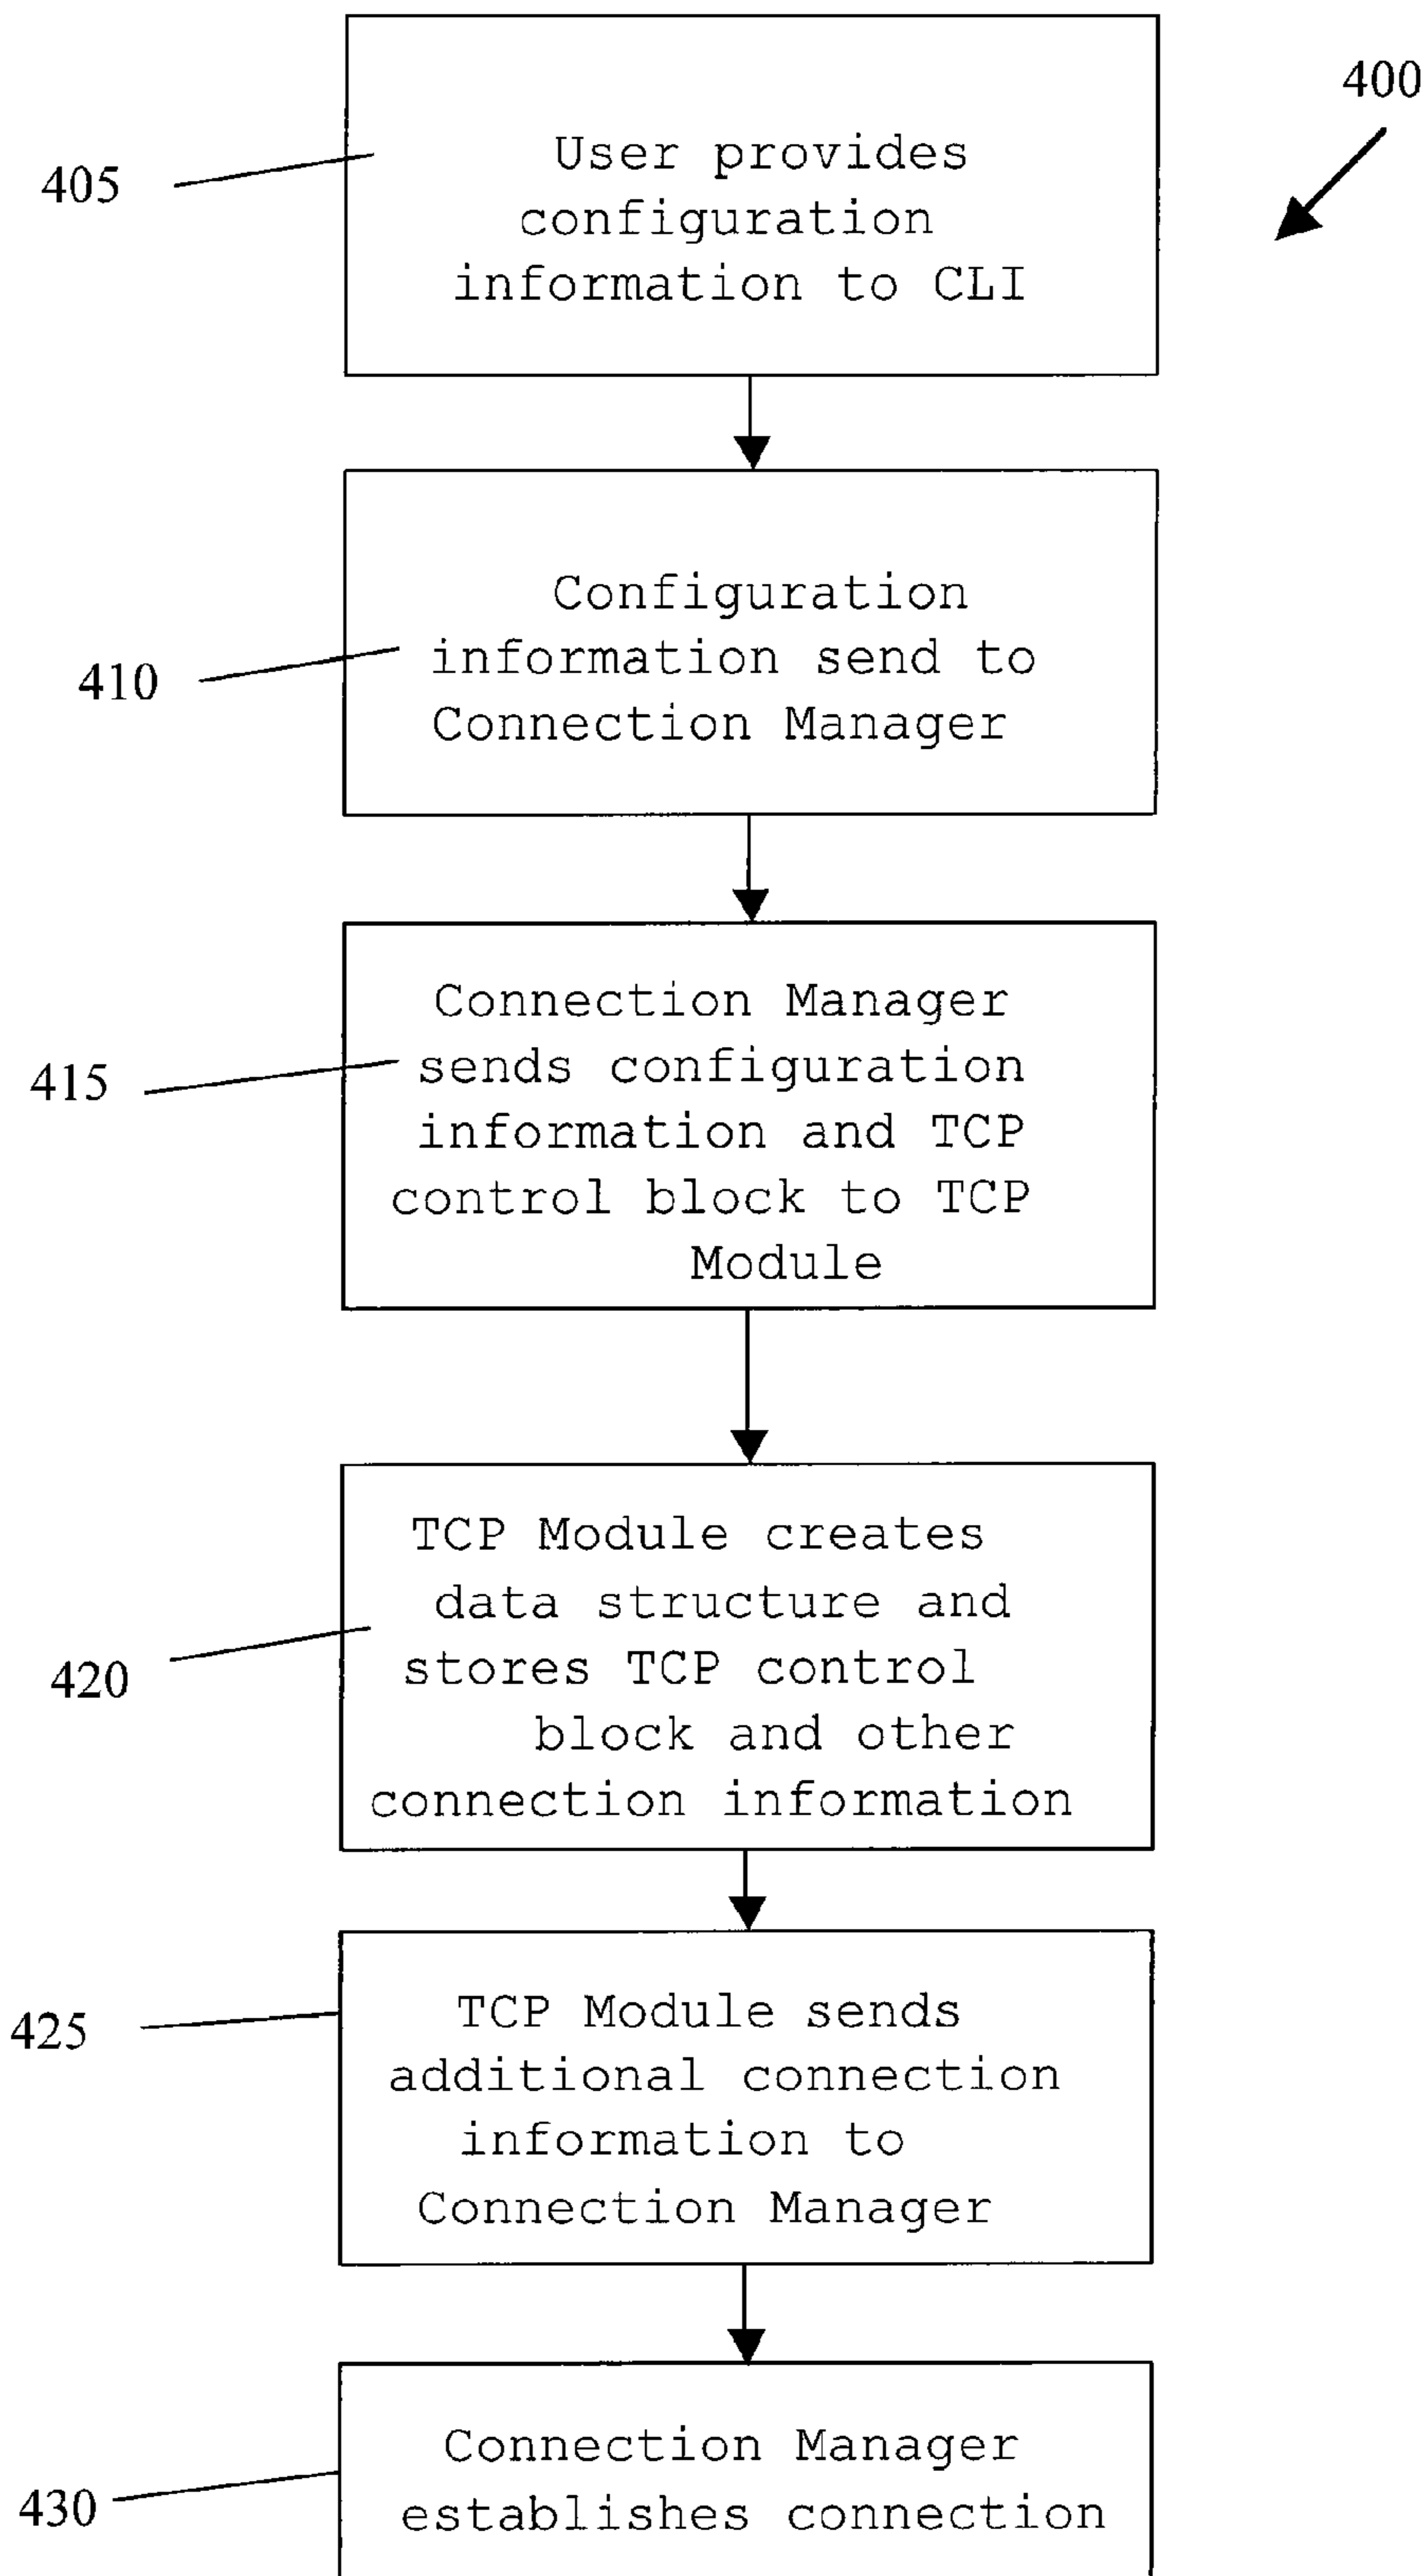 400
405
User provides
configuration
information to CLI
410
Configuration
information send to
Connection Manager
415
Connection Manager
sends configuration
information and TCP
control block to TCP
Module
420
TCP Module creates
data structure and
stores TCP control
block and other
connection information
425
TCP Module sends
additional connection
information to
Connection Manager
430
Connection Manager
establishes connection